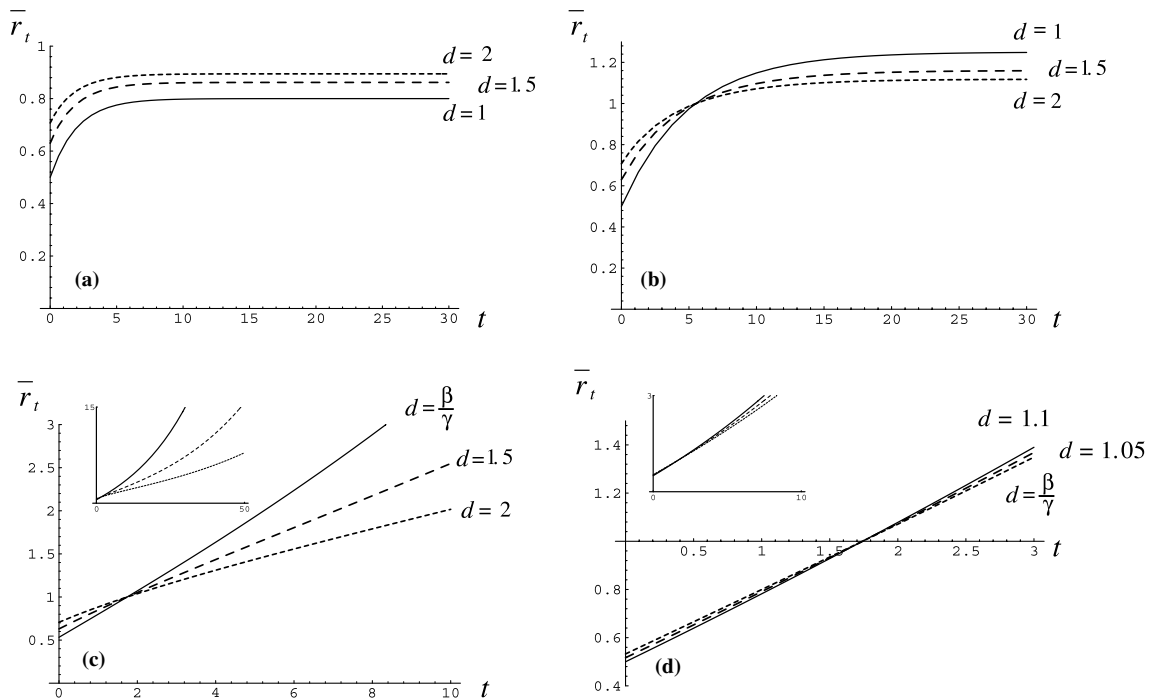 r̅ t
1
0.8
0.6
0.4
0.2
0 5 10 15 20 25 30 t
d = 2
d = 1.5
d = 1
(a)
r̅ t
1.2
1
0.8
0.6
0.4
0.2
0 5 10 15 20 25 30 t
d = 1
d = 1.5
d = 2
(b)
r̅ t
3
2.5
2
1.5
1
0.5
0 2 4 6 8 10 t
15
0 50
d = β/γ
d = 1.5
d = 2
(c)
r̅ t
1.4
1.2
0.8
0.6
0.4
0.5 1 1.5 2 2.5 3 t
3
0 10
d = 1.1
d = 1.05
d = β/γ
(d)